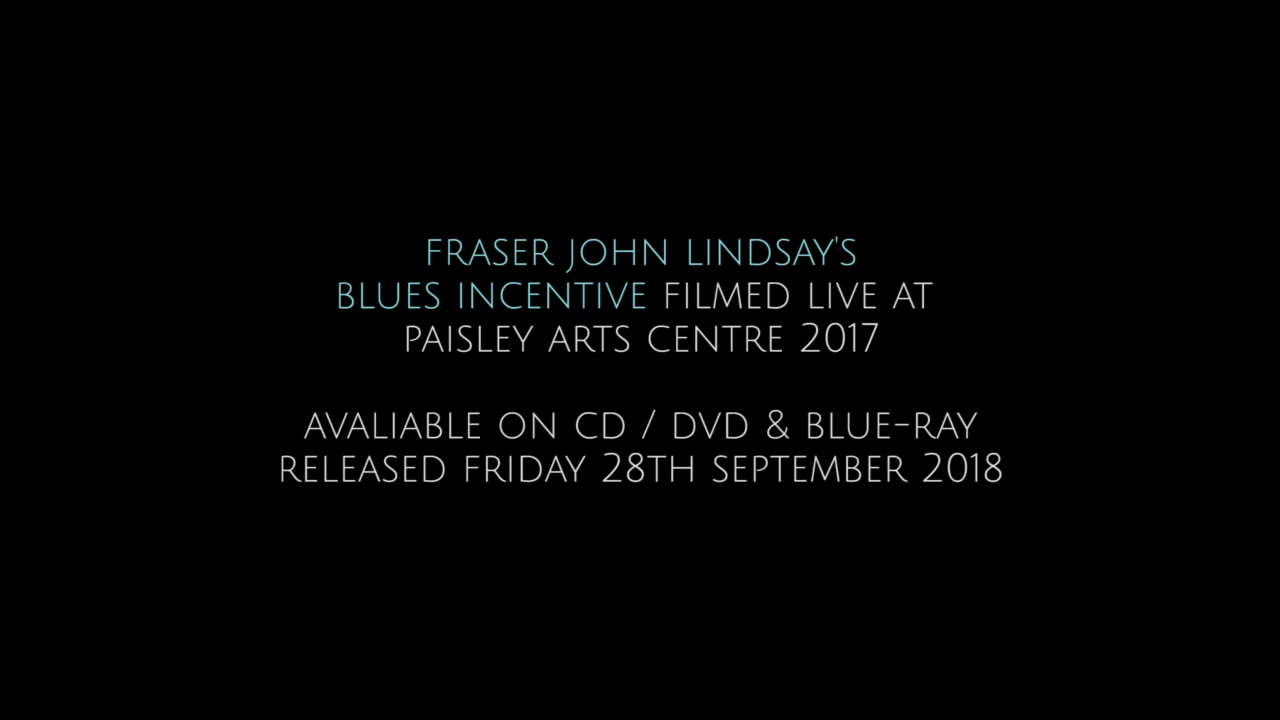 FRASER JOHN LINDSAY'S
BLUES INCENTIVE FILMED LIVE AT
PAISLEY ARTS CENTRE 2017
AVALIABLE ON CD / DVD & BLUE-RAY
RELEASED FRIDAY 28TH SEPTEMBER 2018